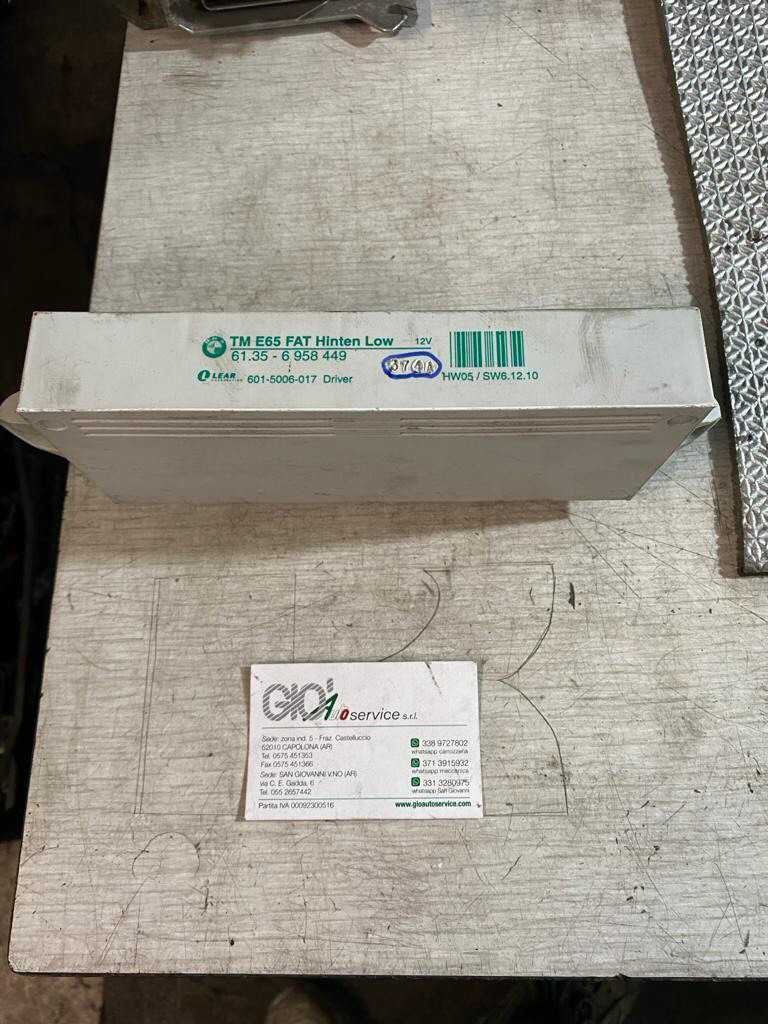 TM E65 FAT Hinten Low 12V
61.35 - 6 958 449
LEAR 601-5006-017 Driver
HW05 / SW6.12.10
GIO' Autoservice s.r.l.
Sede: zona ind. 5 - Fraz. Castelluccio
52010 CAPOLONA (AR)
Tel. 0575 451353
Fax 0575 451366
Sede: SAN GIOVANNI V.NO (AR)
via C. E. Gadda, 6
Tel. 055 2657442
Partita IVA 00092300516
338 9727802
whatsapp carrozzeria
371 3915932
whatsapp meccanica
331 3280975
whatsapp San Giovanni
www.gioautoservice.com